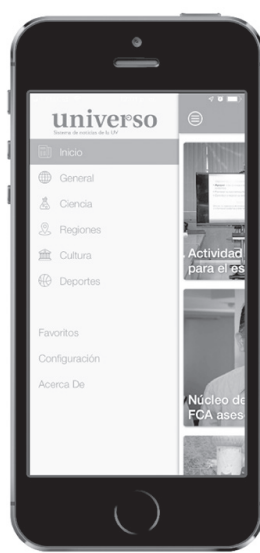 universo
Sistema de noticias de la UV
Inicio
General
Ciencia
Regiones
Cultura
Deportes
Favoritos
Configuración
Acerca De
Actividad
para el es
Núcleo de
FCA ases